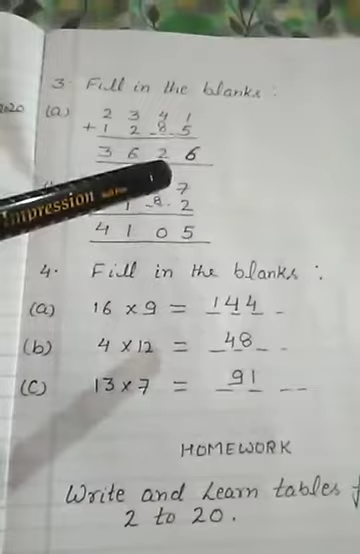 3. Fill in the blanks :
2020 (a) 2 3 4 1
+ 1 2 8 5
3 6 2 6
7
Impression
1 8 2
4 1 0 5
4. Fill in the blanks :
(a) 16 x 9 = 144
(b) 4 x 12 = 48
(C) 13 x 7 = 91
HOMEWORK
Write and Learn tables f
2 to 20.